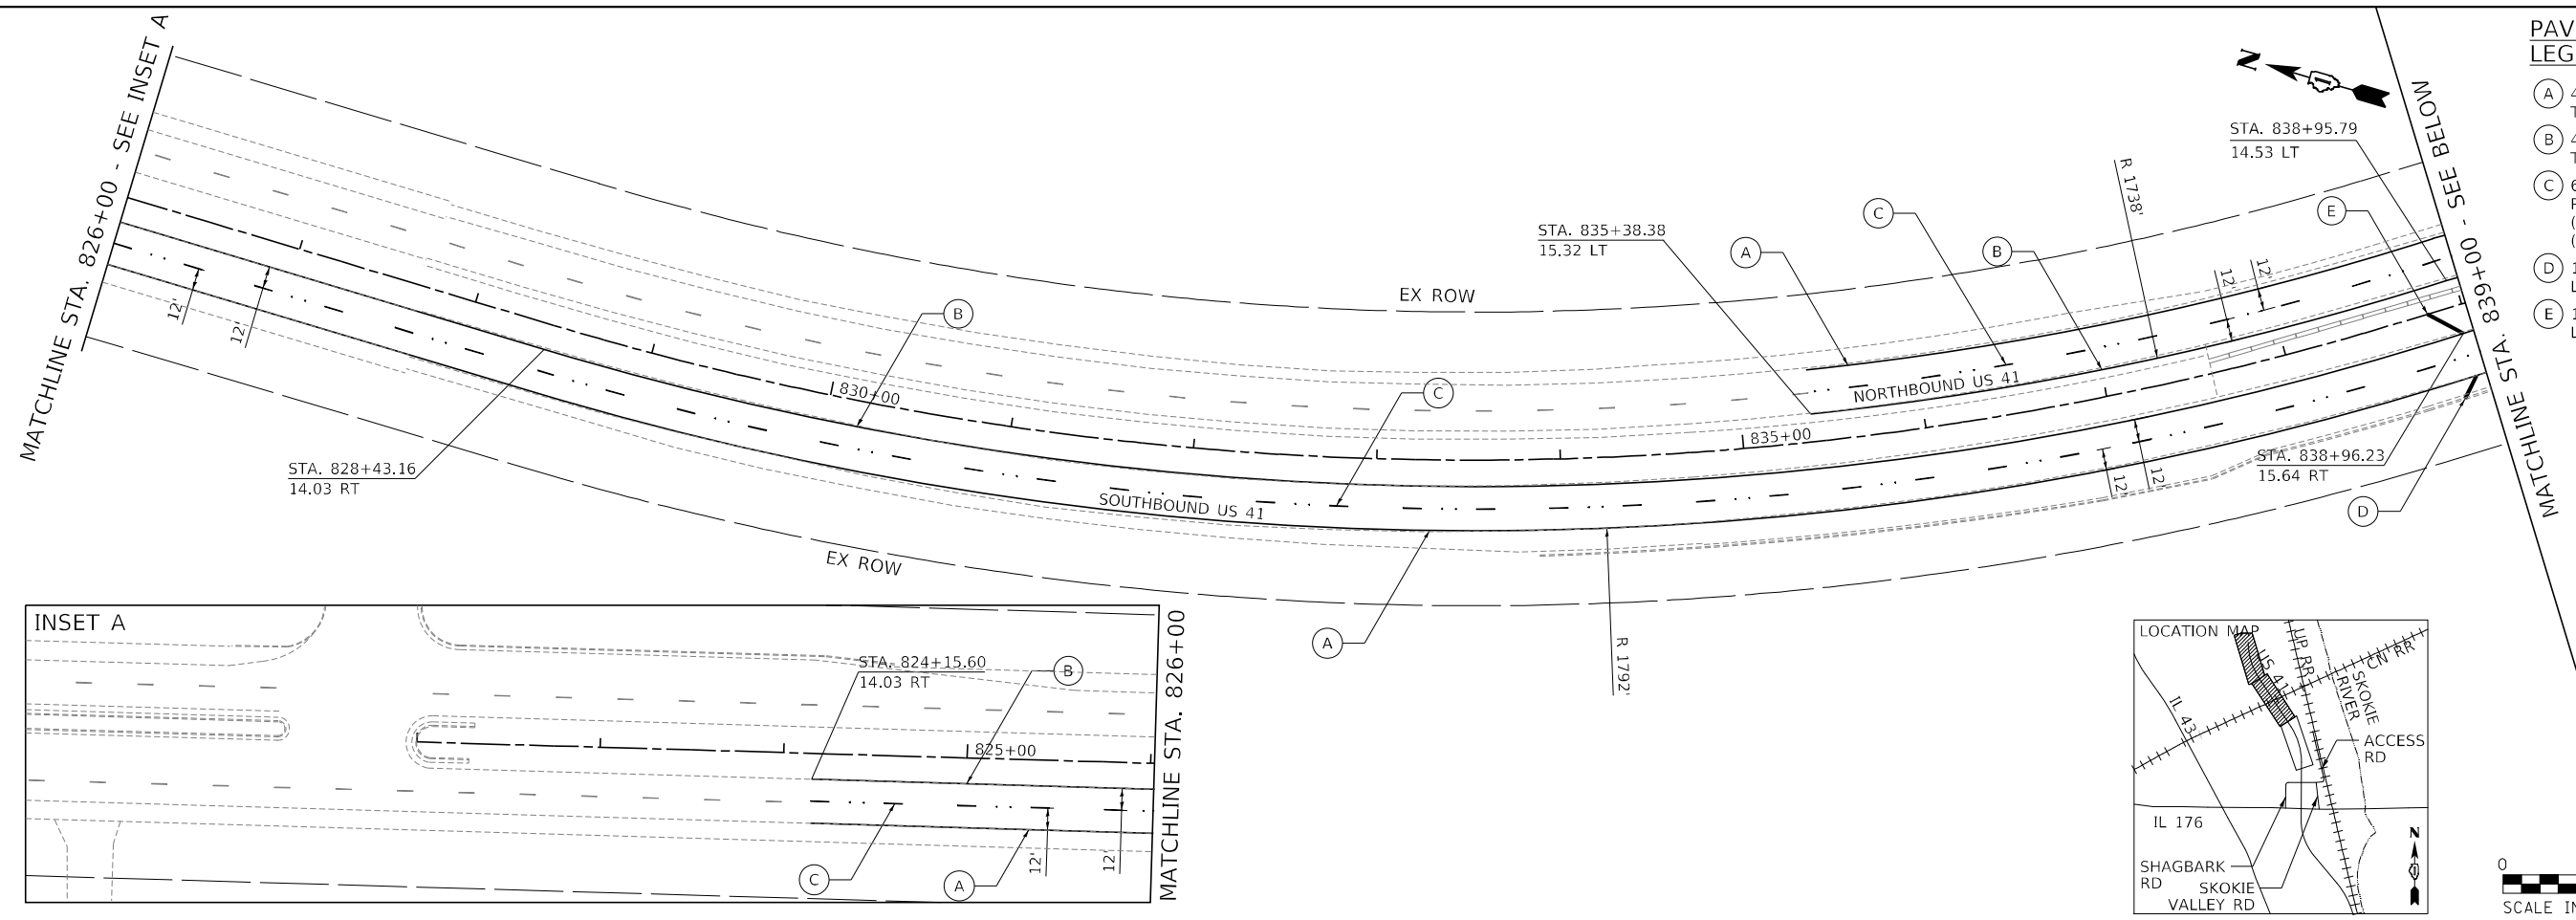 MATCHLINE STA. 826+00 - SEE INSET A
12'
12'
STA. 828+43.16
14.03 RT
B
830+00
SOUTHBOUND US 41
EX ROW
C
A
EX ROW
R 1792'
STA. 835+38.38
15.32 LT
A
C
B
835+00
NORTHBOUND US 41
R 1738'
N
STA. 838+95.79
14.53 LT
E
12'
12'
12'
12'
STA. 838+96.23
15.64 RT
D
MATCHLINE STA. 839+00 - SEE BELOW
PAV
LEG
A 4
T
B 4
T
C 6
(
(
D 1
L
E 1
L
INSET A
STA. 824+15.60
14.03 RT
B
825+00
C
A
12'
12'
MATCHLINE STA. 826+00
LOCATION MAP
US 41
UP RR
CN RR
SKOKIE
RIVER
IL 43
ACCESS
RD
IL 176
SHAGBARK
RD
SKOKIE
VALLEY RD
N
0
SCALE IN